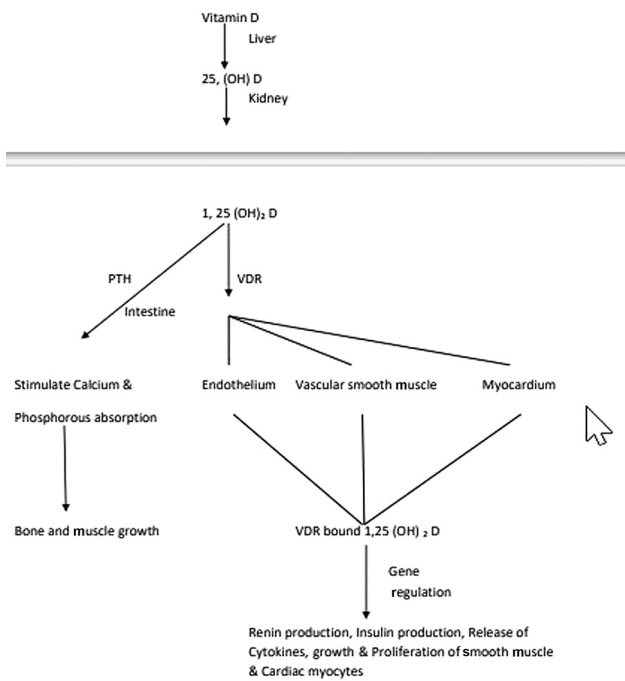 Vitamin D
Liver
25, (OH) D
Kidney
1, 25 (OH)₂ D
PTH
VDR
Intestine
Stimulate Calcium &
Phosphorous absorption
Endothelium
Vascular smooth muscle
Myocardium
Bone and muscle growth
VDR bound 1,25 (OH) ₂ D
Gene
regulation
Renin production, Insulin production, Release of
Cytokines, growth & Proliferation of smooth muscle
& Cardiac myocytes